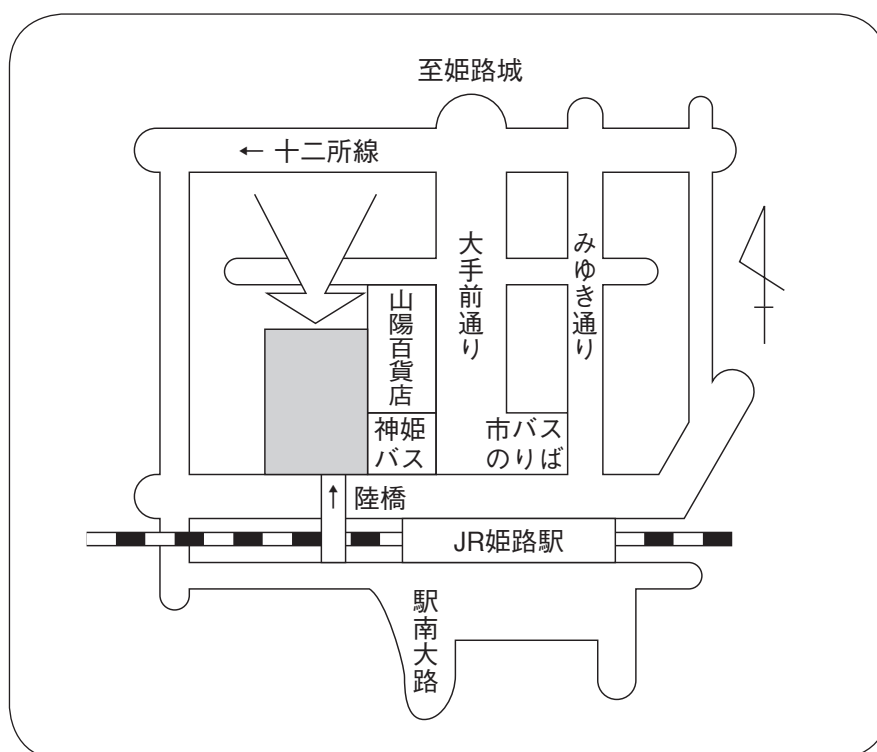 至姫路城
← 十二所線
大手前通り
みゆき通り
山陽百貨店
神姫
バス
市バス
のりば
↑ 陸橋
JR姫路駅
駅南大路